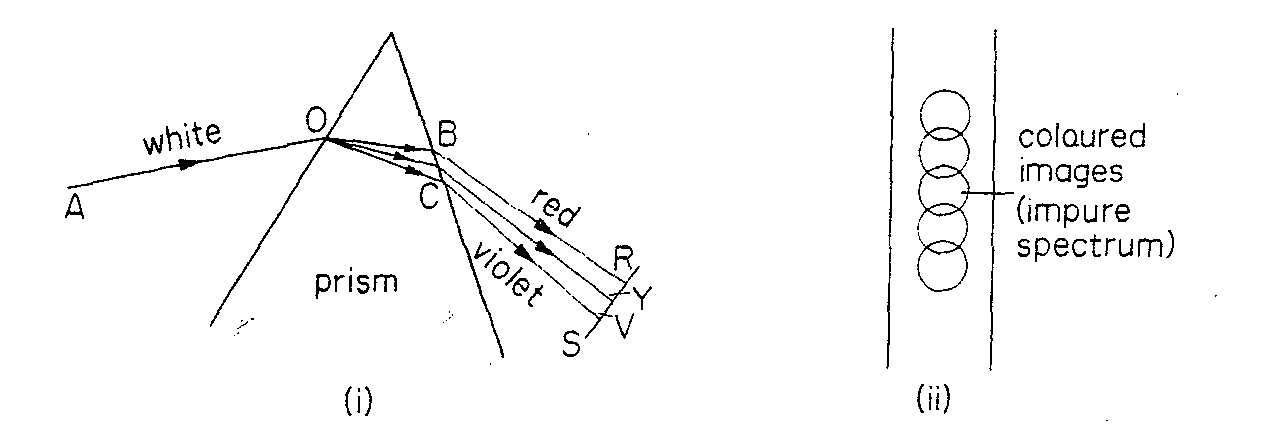 white
A
O
B
C
red
violet
prism
R
Y
V
S
(i)
coloured
images
(impure
spectrum)
(ii)